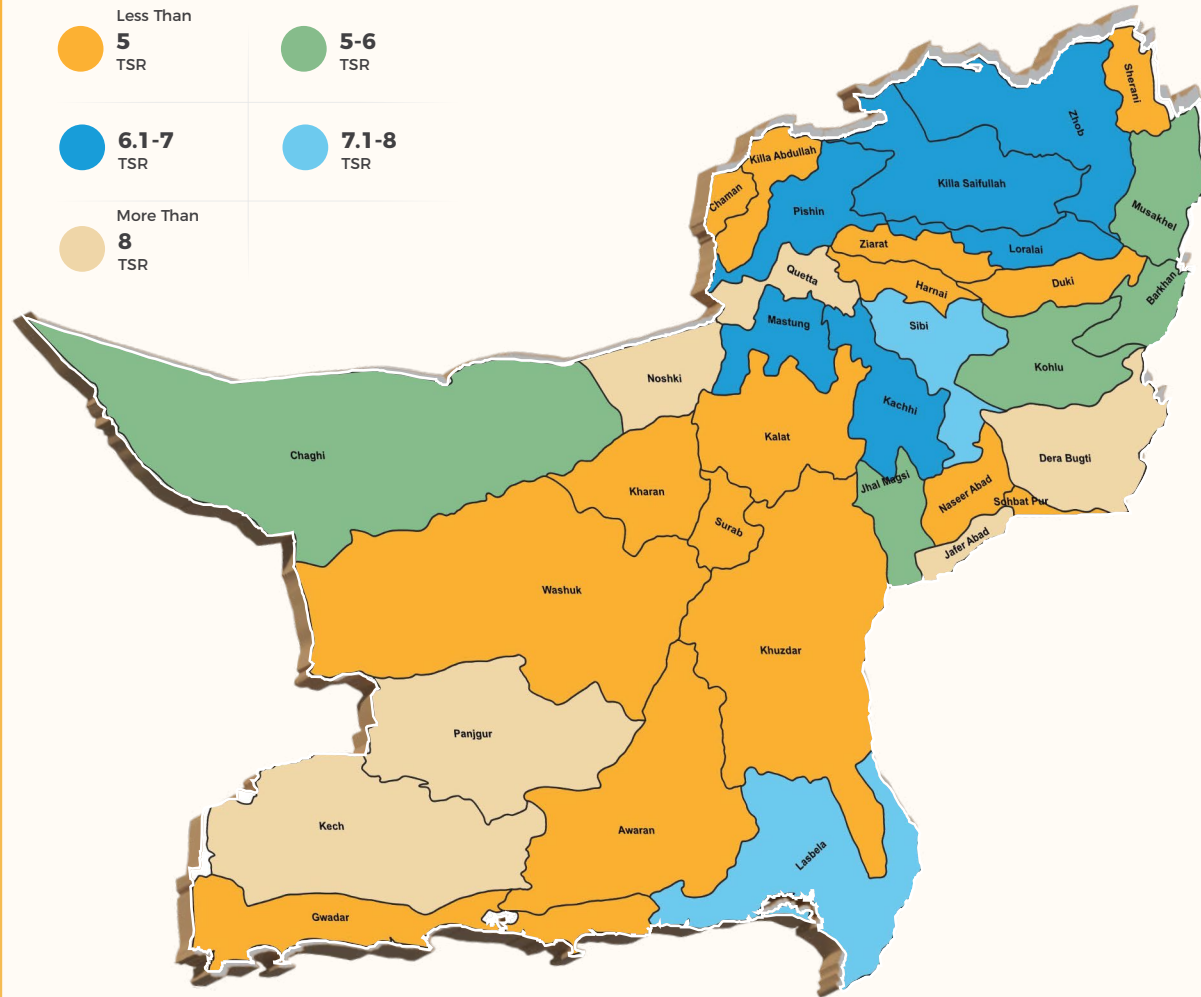 Less Than
5
TSR
5-6
TSR
6.1-7
TSR
7.1-8
TSR
More Than
8
TSR
Sherani
Zhob
Killa Abdullah
Chaman
Killa Saifullah
Pishin
Musakhel
Ziarat
Loralai
Quetta
Harnai
Duki
Barkhan
Mastung
Sibi
Noshki
Kohlu
Kachhi
Kalat
Chaghi
Dera Bugti
Jhal Magsi
Kharan
Naseer Abad
Sohbat Pur
Surab
Jafer Abad
Washuk
Khuzdar
Panjgur
Kech
Awaran
Lasbela
Gwadar